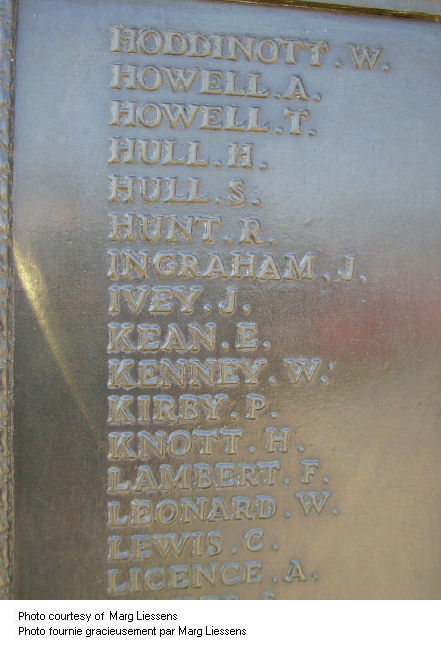 HODDINOTT. W.
HOWELL. A.
HOWELL. T.
HULL. H.
HULL. S.
HUNT. R.
INGRAHAM. J.
IVEY. J.
KEAN. E.
KENNEY. W.
KIRBY. P.
KNOTT. H.
LAMBERT. F.
LEONARD. W.
LEWIS. C.
LICENCE. A.
Photo courtesy of Marg Liessens
Photo fournie gracieusement par Marg Liessens